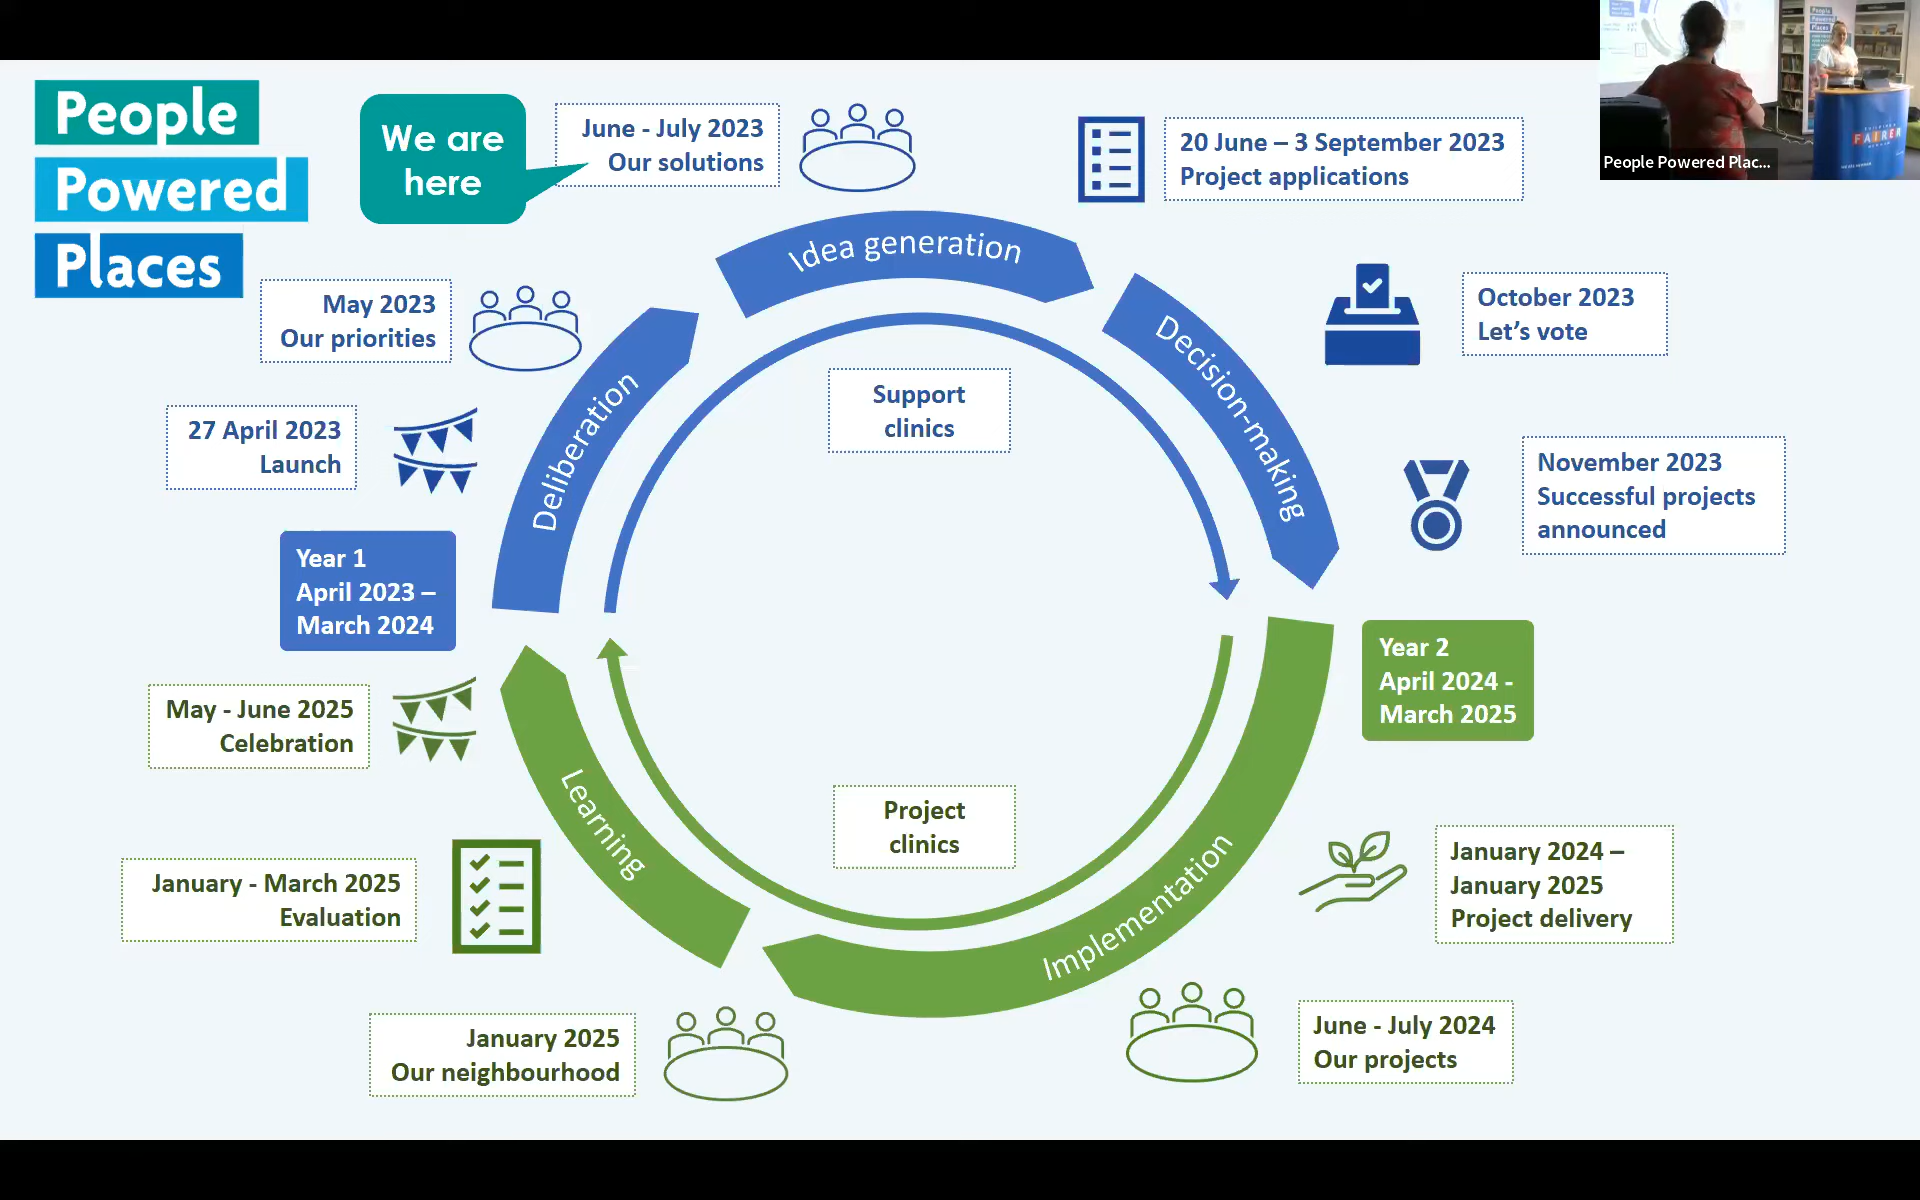 People
Powered
Places
We are
here
June - July 2023
Our solutions
20 June – 3 September 2023
Project applications
People Powered Plac...
FAIRER
May 2023
Our priorities
Idea generation
October 2023
Let's vote
27 April 2023
Launch
Deliberation
Support
clinics
Decision-making
November 2023
Successful projects
announced
Year 1
April 2023 –
March 2024
Year 2
April 2024 -
March 2025
May - June 2025
Celebration
Learning
Project
clinics
Implementation
January 2024 –
January 2025
Project delivery
January - March 2025
Evaluation
June - July 2024
Our projects
January 2025
Our neighbourhood